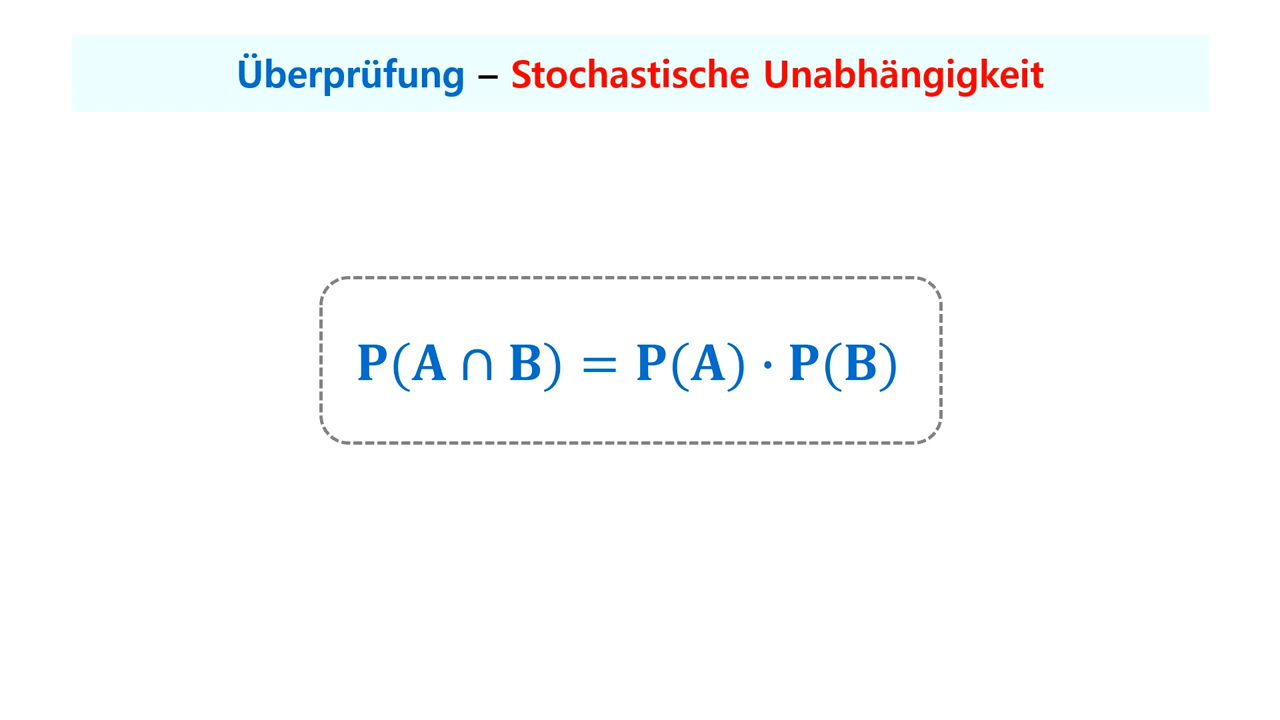 Überprüfung – Stochastische Unabhängigkeit
P(A ∩ B) = P(A) · P(B)